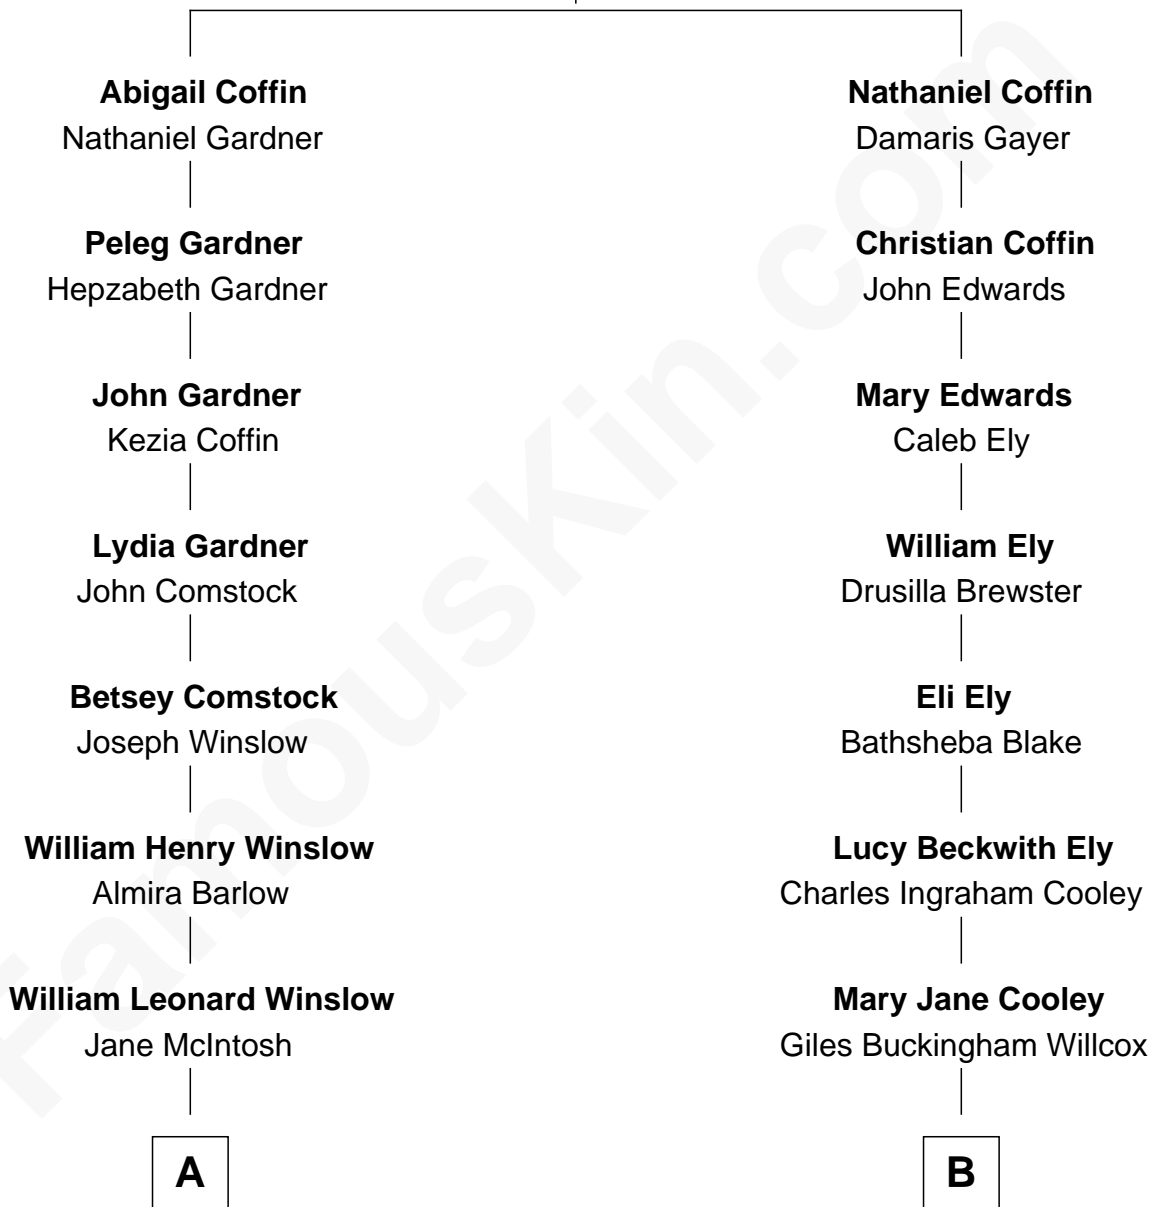 Abigail Coffin
Nathaniel Gardner
Nathaniel Coffin
Damaris Gayer
Peleg Gardner
Hepzabeth Gardner
Christian Coffin
John Edwards
John Gardner
Kezia Coffin
Mary Edwards
Caleb Ely
Lydia Gardner
John Comstock
William Ely
Drusilla Brewster
Betsey Comstock
Joseph Winslow
Eli Ely
Bathsheba Blake
William Henry Winslow
Almira Barlow
Lucy Beckwith Ely
Charles Ingraham Cooley
William Leonard Winslow
Jane McIntosh
Mary Jane Cooley
Giles Buckingham Willcox
A
B
FamousKin.com